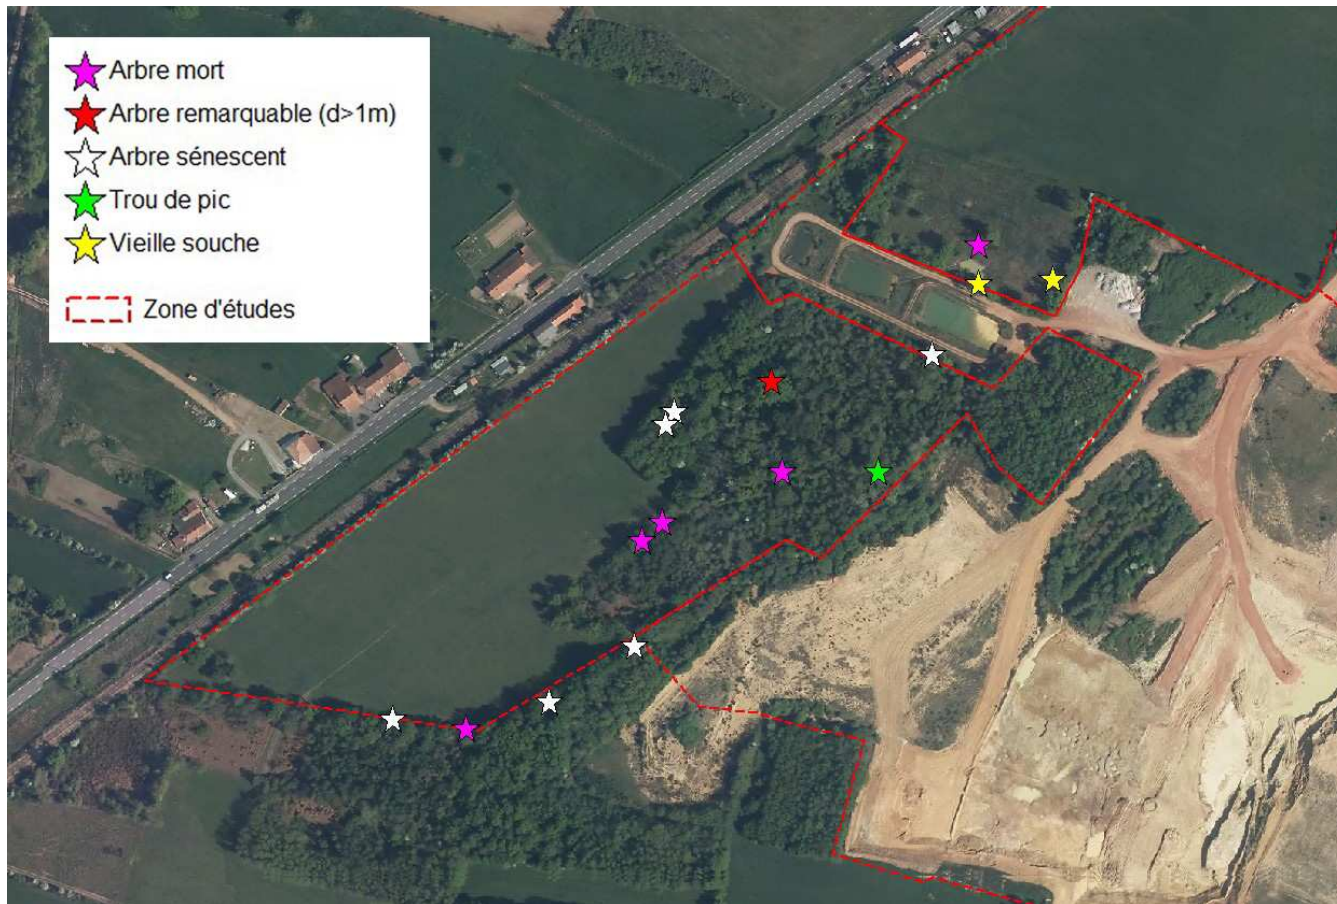 Arbre mort
Arbre remarquable (d>1m)
Arbre sénescent
Trou de pic
Vieille souche
Zone d'études